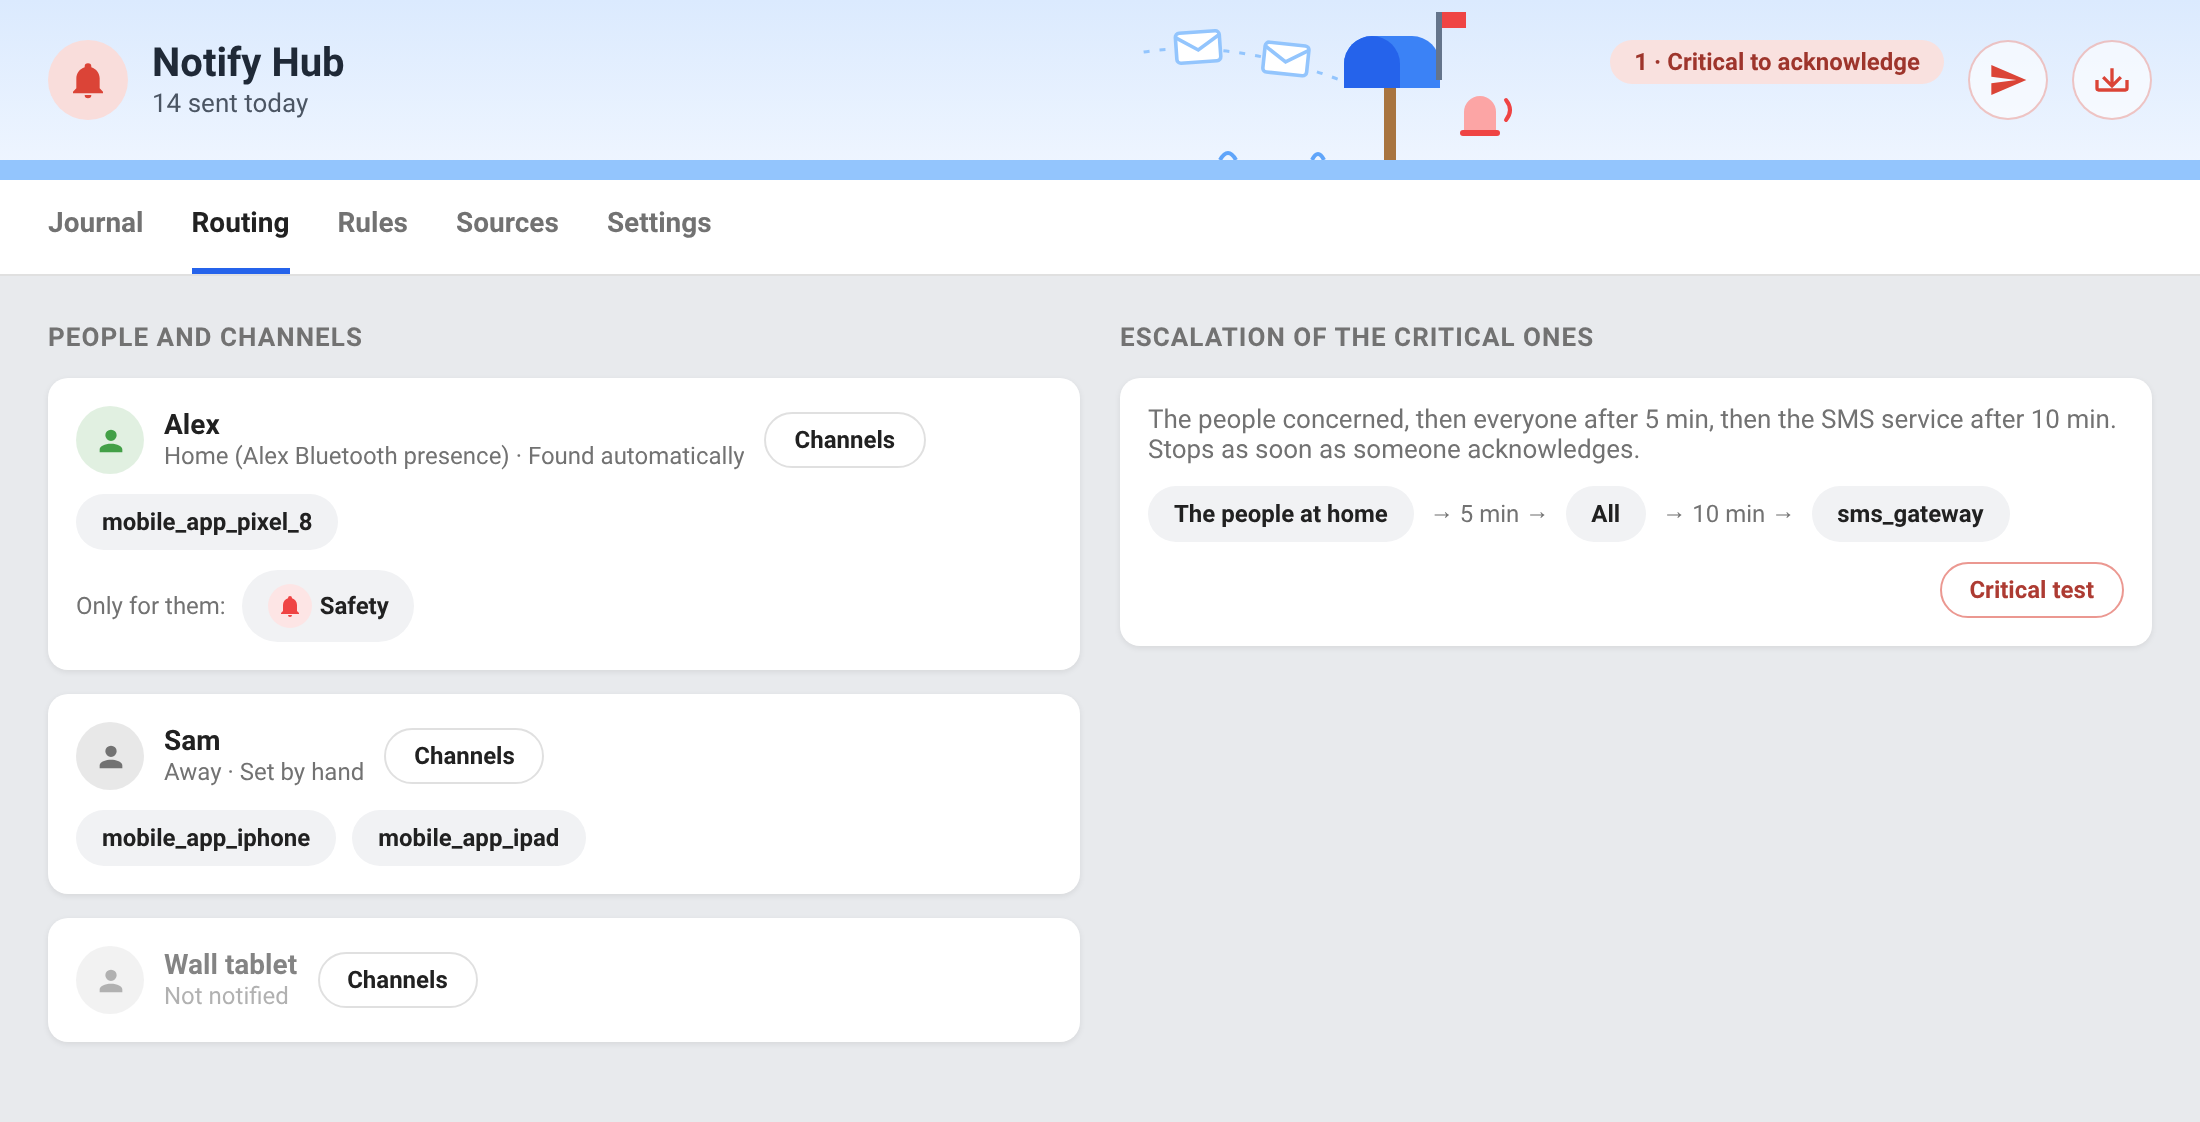 Notify Hub
14 sent today
1 · Critical to acknowledge
Journal Routing Rules Sources Settings
PEOPLE AND CHANNELS
Alex
Home (Alex Bluetooth presence) · Found automatically
Channels
mobile_app_pixel_8
Only for them: Safety
Sam
Away · Set by hand
Channels
mobile_app_iphone mobile_app_ipad
Wall tablet
Not notified
Channels
ESCALATION OF THE CRITICAL ONES
The people concerned, then everyone after 5 min, then the SMS service after 10 min.
Stops as soon as someone acknowledges.
The people at home → 5 min → All → 10 min → sms_gateway
Critical test